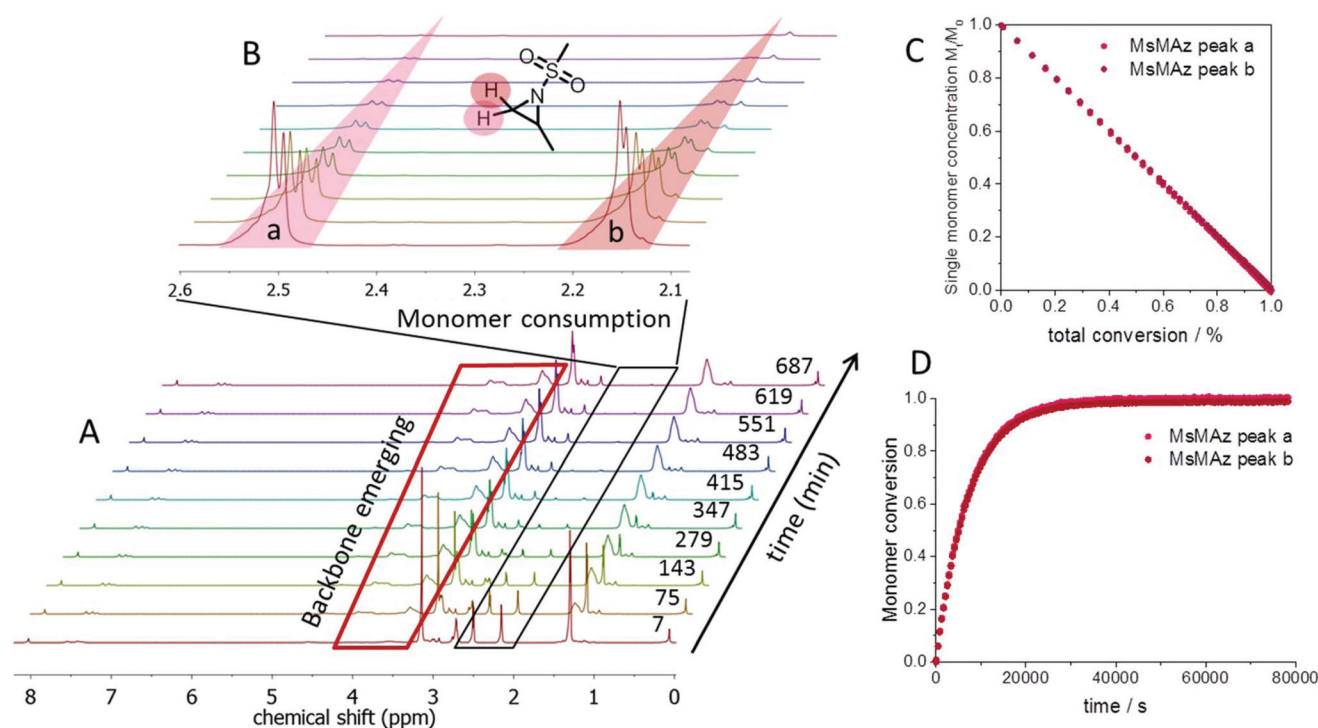 B
O
S
O
N
H
H
a
b
2.6 2.5 2.4 2.3 2.2 2.1
Monomer consumption
A
Backbone emerging
687
619
551
483
415
347
279
143
75
7
time (min)
8 7 6 5 4 3 2 1 0
chemical shift (ppm)
C
Single monomer concentration Mt/Mo
1.0
0.8
0.6
0.4
0.2
0.0
MsMAz peak a
MsMAz peak b
0.0 0.2 0.4 0.6 0.8 1.0
total conversion / %
D
Monomer conversion
1.0
0.8
0.6
0.4
0.2
0.0
MsMAz peak a
MsMAz peak b
0 20000 40000 60000 80000
time / s